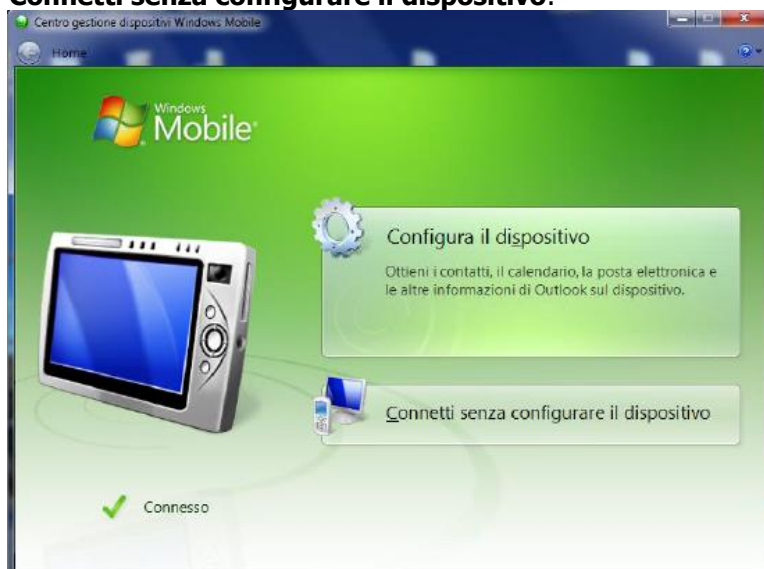 Connetti senza configurare il dispositivo.
Centro gestione dispositivi Windows Mobile
Home
Windows
Mobile
Configura il dispositivo
Ottieni i contatti, il calendario, la posta elettronica e
le altre informazioni di Outlook sul dispositivo.
Connetti senza configurare il dispositivo
Connesso